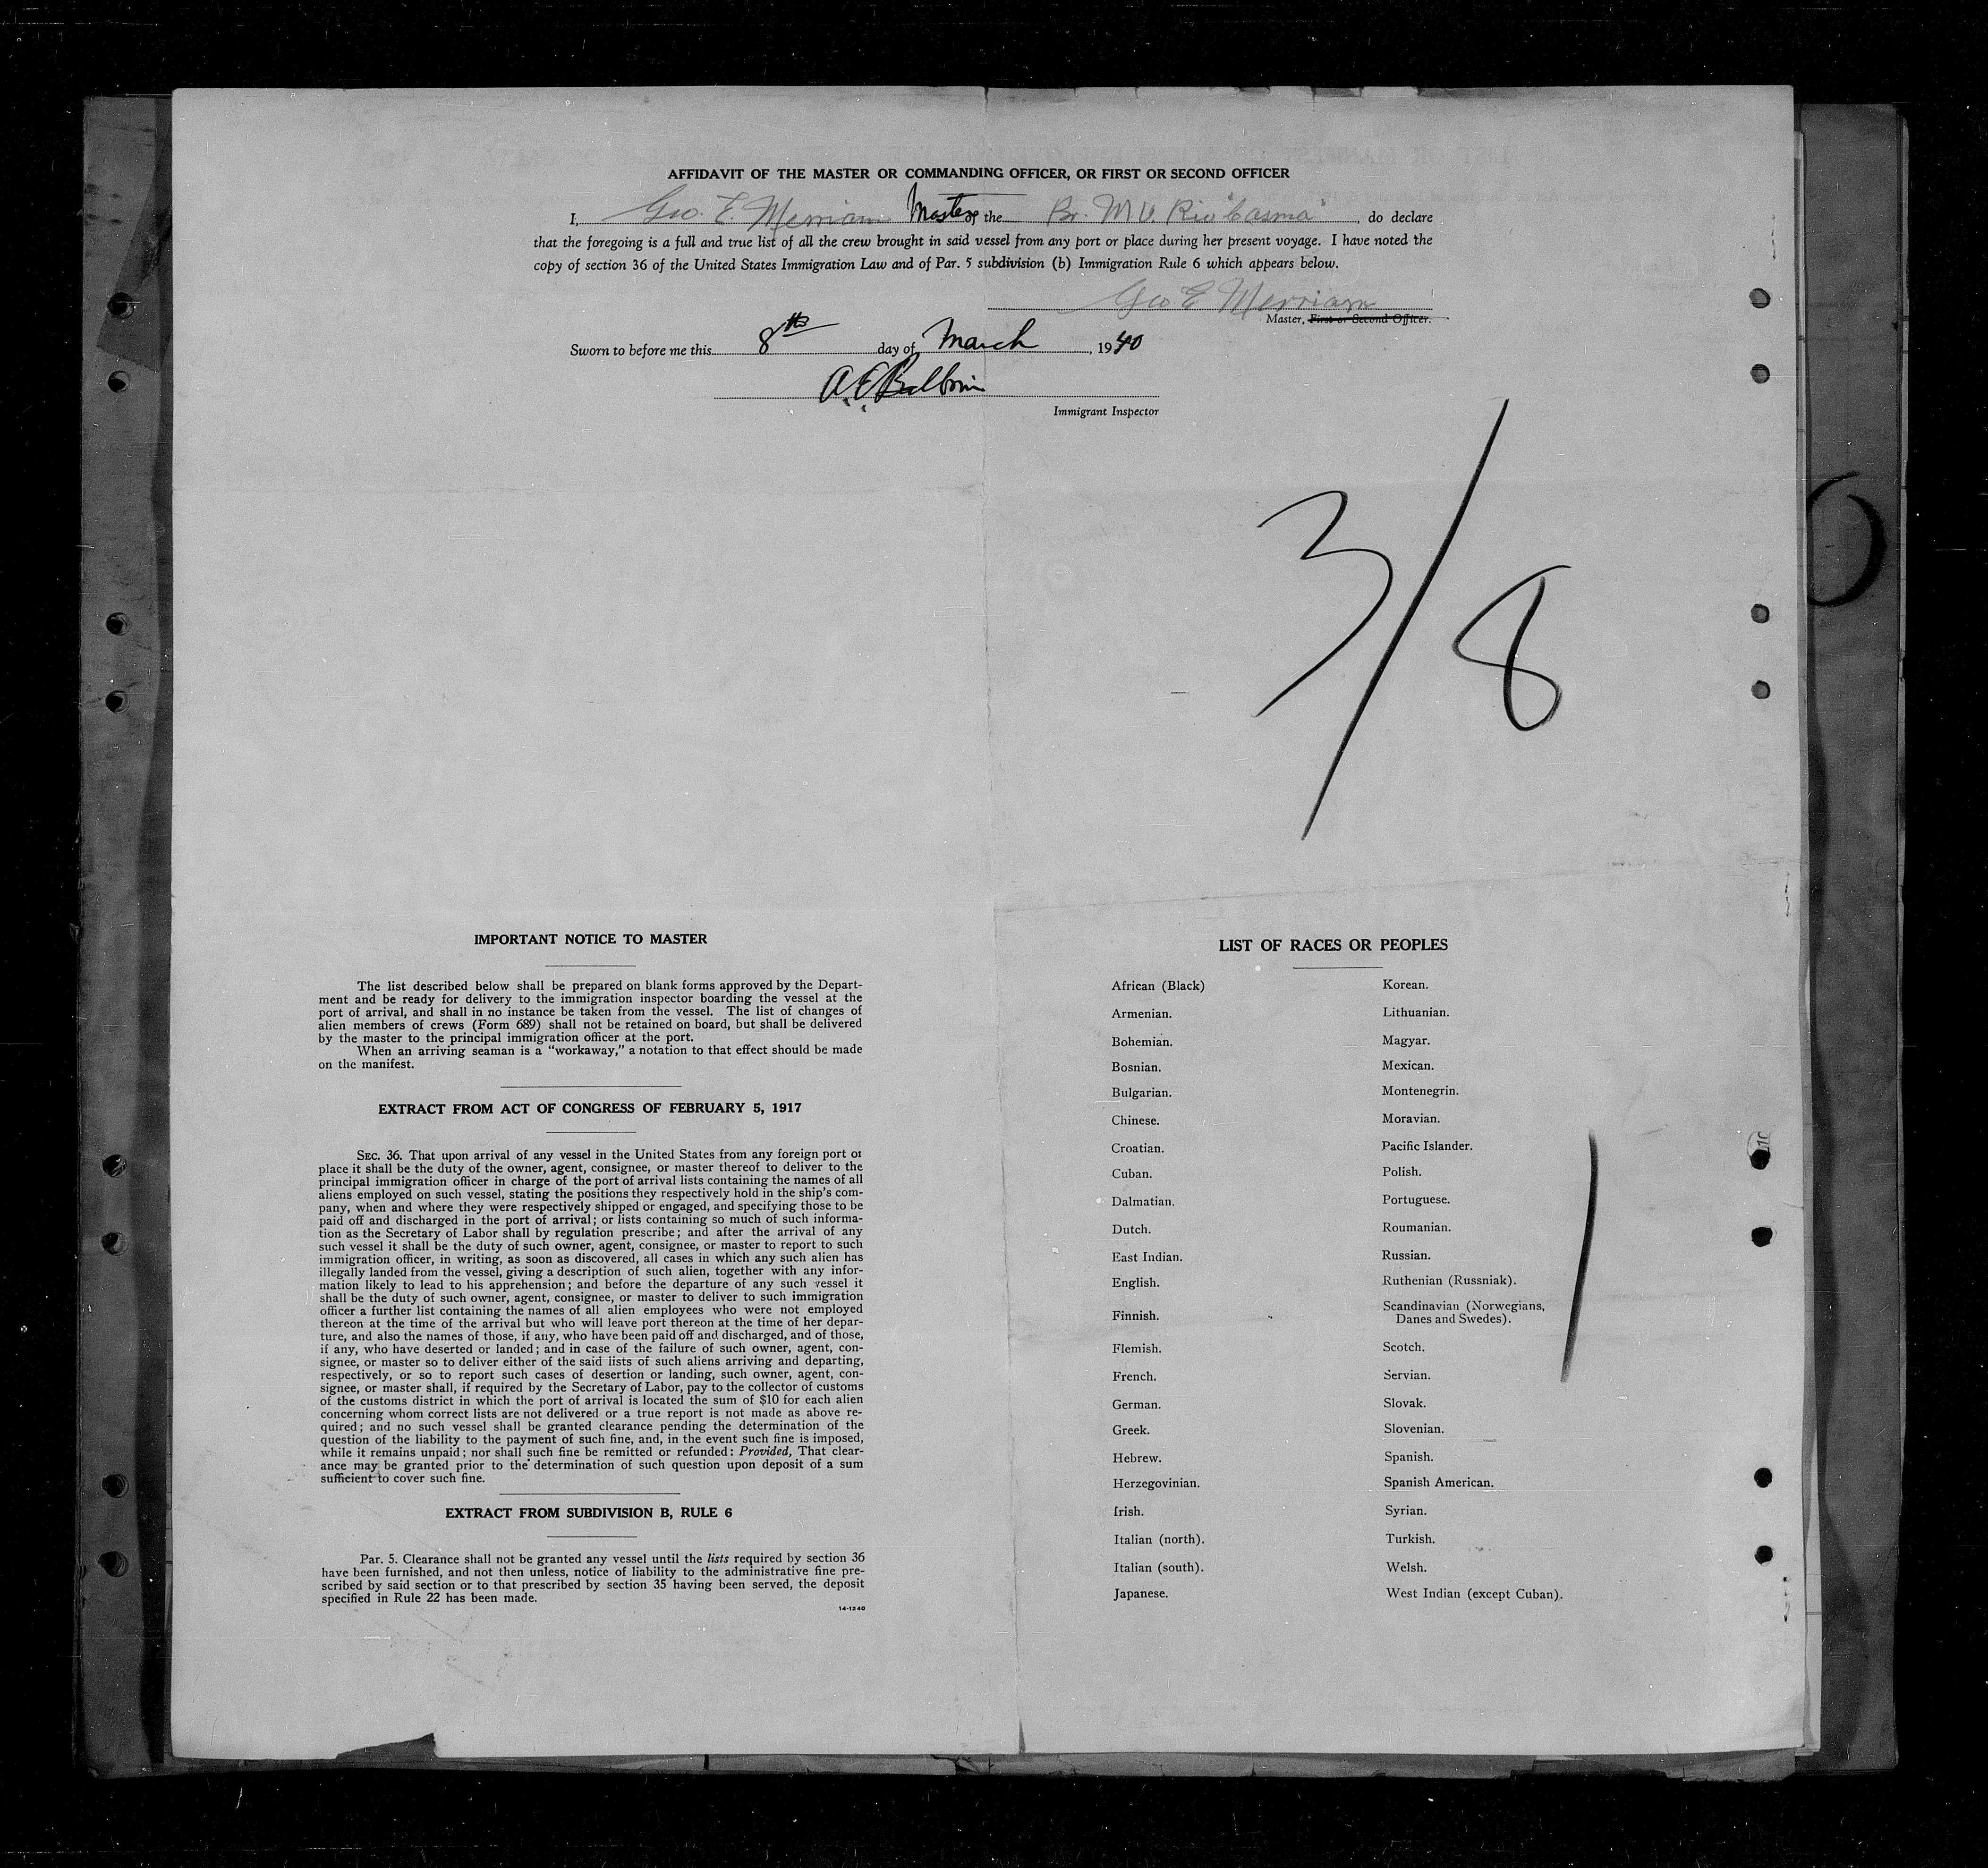 AFFIDAVIT OF THE MASTER OR COMMANDING OFFICER, OR FIRST OR SECOND OFFICER
I, Geo. E. Merriam Master of the Br. M V. Rio "Casma", do declare
that the foregoing is a full and true list of all the crew brought in said vessel from any port or place during her present voyage. I have noted the
copy of section 36 of the United States Immigration Law and of Par. 5 subdivision (b) Immigration Rule 6 which appears below.
Geo E Merriam
Master, First or Second Officer.
Sworn to before me this 8th day of March, 1940
A. E.
Immigrant Inspector
3/8
IMPORTANT NOTICE TO MASTER
The list described below shall be prepared on blank forms approved by the Depart-
ment and be ready for delivery to the immigration inspector boarding the vessel at the
port of arrival, and shall in no instance be taken from the vessel. The list of changes of
alien members of crews (Form 689) shall not be retained on board, but shall be delivered
by the master to the principal immigration officer at the port.
When an arriving seaman is a "workaway," a notation to that effect should be made
on the manifest.
EXTRACT FROM ACT OF CONGRESS OF FEBRUARY 5, 1917
SEC. 36. That upon arrival of any vessel in the United States from any foreign port or
place it shall be the duty of the owner, agent, consignee, or master thereof to deliver to the
principal immigration officer in charge of the port of arrival lists containing the names of all
aliens employed on such vessel, stating the positions they respectively hold in the ship's com-
pany, when and where they were respectively shipped or engaged, and specifying those to be
paid off and discharged in the port of arrival; or lists containing so much of such informa-
tion as the Secretary of Labor shall by regulation prescribe; and after the arrival of any
such vessel it shall be the duty of such owner, agent, consignee, or master to report to such
immigration officer, in writing, as soon as discovered, all cases in which any such alien has
illegally landed from the vessel, giving a description of such alien, together with any infor-
mation likely to lead to his apprehension; and before the departure of any such vessel it
shall be the duty of such owner, agent, consignee, or master to deliver to such immigration
officer a further list containing the names of all alien employees who were not employed
thereon at the time of the arrival but who will leave port thereon at the time of her depar-
ture, and also the names of those, if any, who have been paid off and discharged, and of those,
if any, who have deserted or landed; and in case of the failure of such owner, agent, con-
signee, or master so to deliver either of the said lists of such aliens arriving and departing,
respectively, or so to report such cases of desertion or landing, such owner, agent, con-
signee, or master shall, if required by the Secretary of Labor, pay to the collector of customs
of the customs district in which the port of arrival is located the sum of $10 for each alien
concerning whom correct lists are not delivered or a true report is not made as above re-
quired; and no such vessel shall be granted clearance pending the determination of the
question of the liability to the payment of such fine, and, in the event such fine is imposed,
while it remains unpaid; nor shall such fine be remitted or refunded: Provided, That clear-
ance may be granted prior to the determination of such question upon deposit of a sum
sufficient to cover such fine.
EXTRACT FROM SUBDIVISION B, RULE 6
Par. 5. Clearance shall not be granted any vessel until the lists required by section 36
have been furnished, and not then unless, notice of liability to the administrative fine pre-
scribed by said section or to that prescribed by section 35 having been served, the deposit
specified in Rule 22 has been made.
14-1240
LIST OF RACES OR PEOPLES
African (Black)
Armenian.
Bohemian.
Bosnian.
Bulgarian.
Chinese.
Croatian.
Cuban.
Dalmatian.
Dutch.
East Indian.
English.
Finnish.
Flemish.
French.
German.
Greek.
Hebrew.
Herzegovinian.
Irish.
Italian (north).
Italian (south).
Japanese.
Korean.
Lithuanian.
Magyar.
Mexican.
Montenegrin.
Moravian.
Pacific Islander.
Polish.
Portuguese.
Roumanian.
Russian.
Ruthenian (Russniak).
Scandinavian (Norwegians,
Danes and Swedes).
Scotch.
Servian.
Slovak.
Slovenian.
Spanish.
Spanish American.
Syrian.
Turkish.
Welsh.
West Indian (except Cuban).